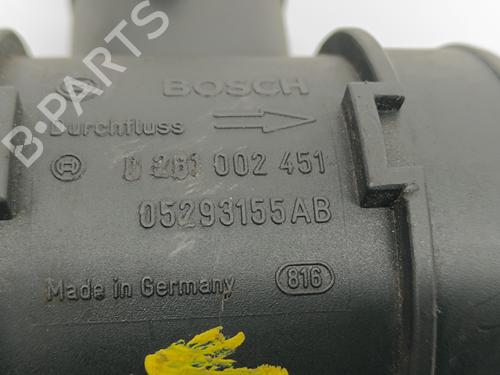 BOSCH
Durchfluss
0 281 002 451
05293155AB
Made in Germany 816
B-PARTS